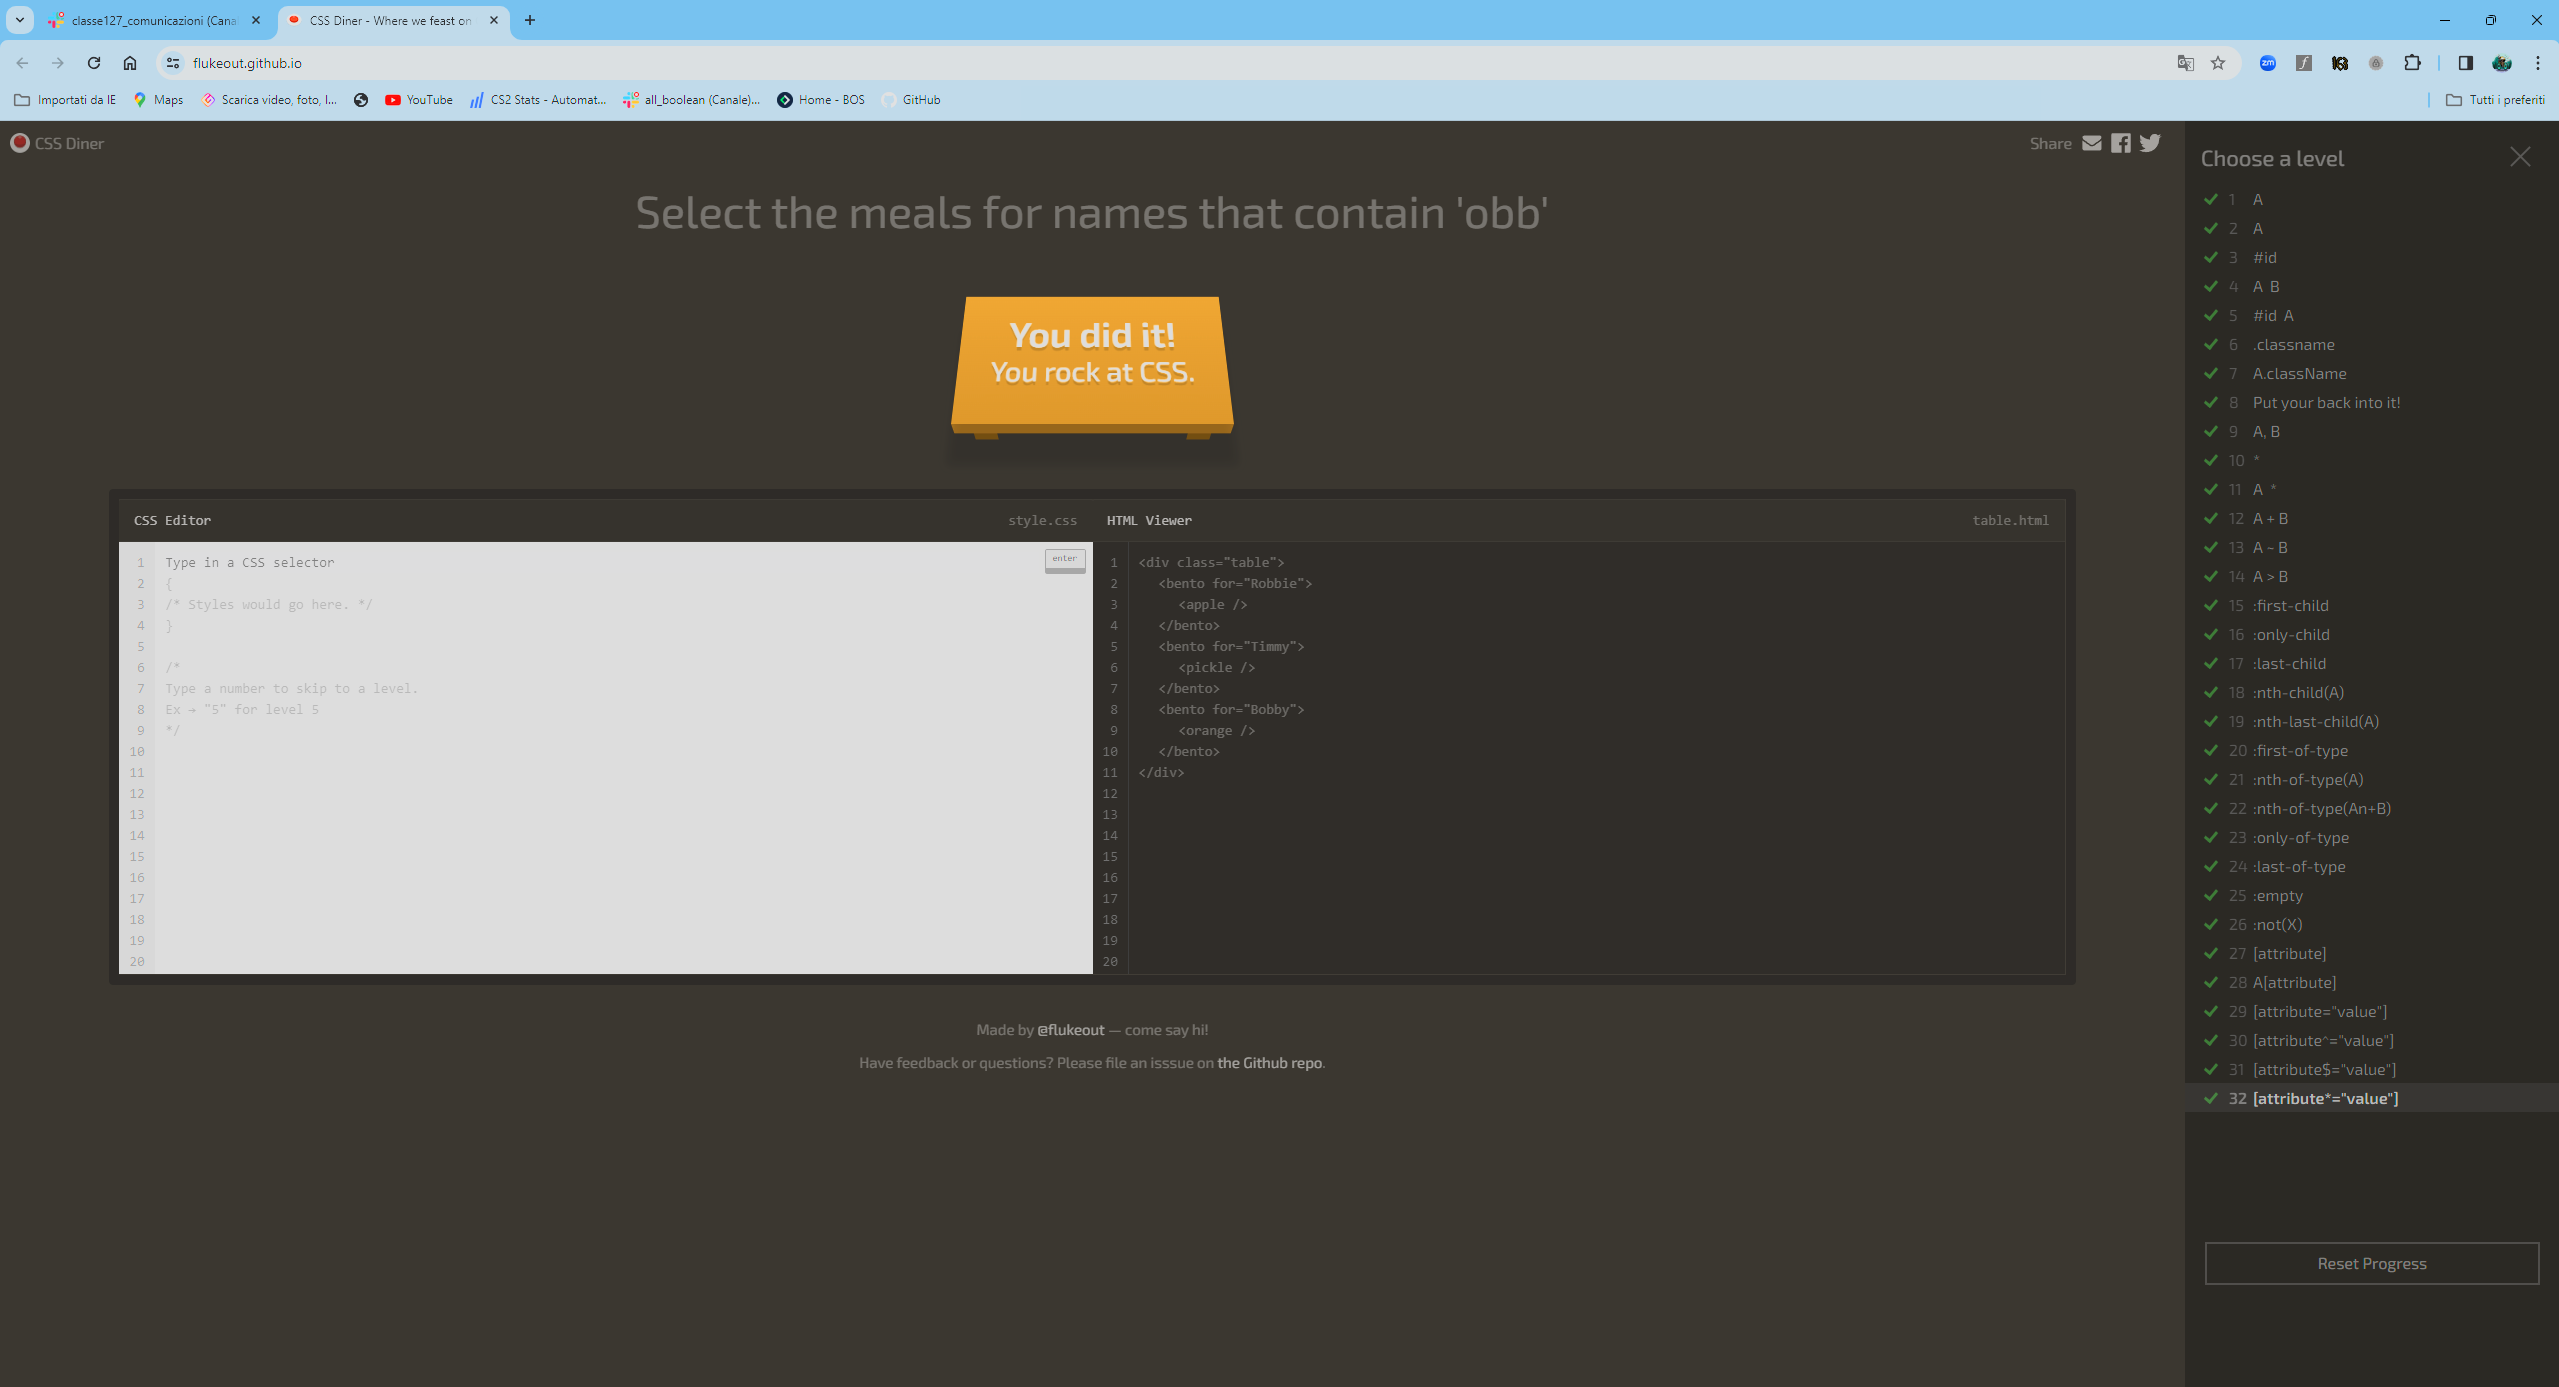 classe127_comunicazioni (Cana
CSS Diner - Where we feast on
flukeout.github.io
Importati da IE
Maps
Scarica video, foto, I...
YouTube
CS2 Stats - Automat...
all_boolean (Canale)...
Home - BOS
GitHub
Tutti i preferiti
CSS Diner
Share
Select the meals for names that contain 'obb'
You did it!
You rock at CSS.
CSS Editor
style.css
1 Type in a CSS selector
2 {
3 /* Styles would go here. */
4 }
5
6 /*
7 Type a number to skip to a level.
8 Ex → "5" for level 5
9 */
10
11
12
13
14
15
16
17
18
19
20
enter
HTML Viewer
table.html
1 <div class="table">
2 <bento for="Robbie">
3 <apple />
4 </bento>
5 <bento for="Timmy">
6 <pickle />
7 </bento>
8 <bento for="Bobby">
9 <orange />
10 </bento>
11 </div>
12
13
14
15
16
17
18
19
20
Made by @flukeout — come say hi!
Have feedback or questions? Please file an isssue on the Github repo.
Choose a level
1 A
2 A
3 #id
4 A B
5 #id A
6 .classname
7 A.className
8 Put your back into it!
9 A, B
10 *
11 A *
12 A + B
13 A ~ B
14 A > B
15 :first-child
16 :only-child
17 :last-child
18 :nth-child(A)
19 :nth-last-child(A)
20 :first-of-type
21 :nth-of-type(A)
22 :nth-of-type(An+B)
23 :only-of-type
24 :last-of-type
25 :empty
26 :not(X)
27 [attribute]
28 A[attribute]
29 [attribute="value"]
30 [attribute^="value"]
31 [attribute$="value"]
32 [attribute*="value"]
Reset Progress